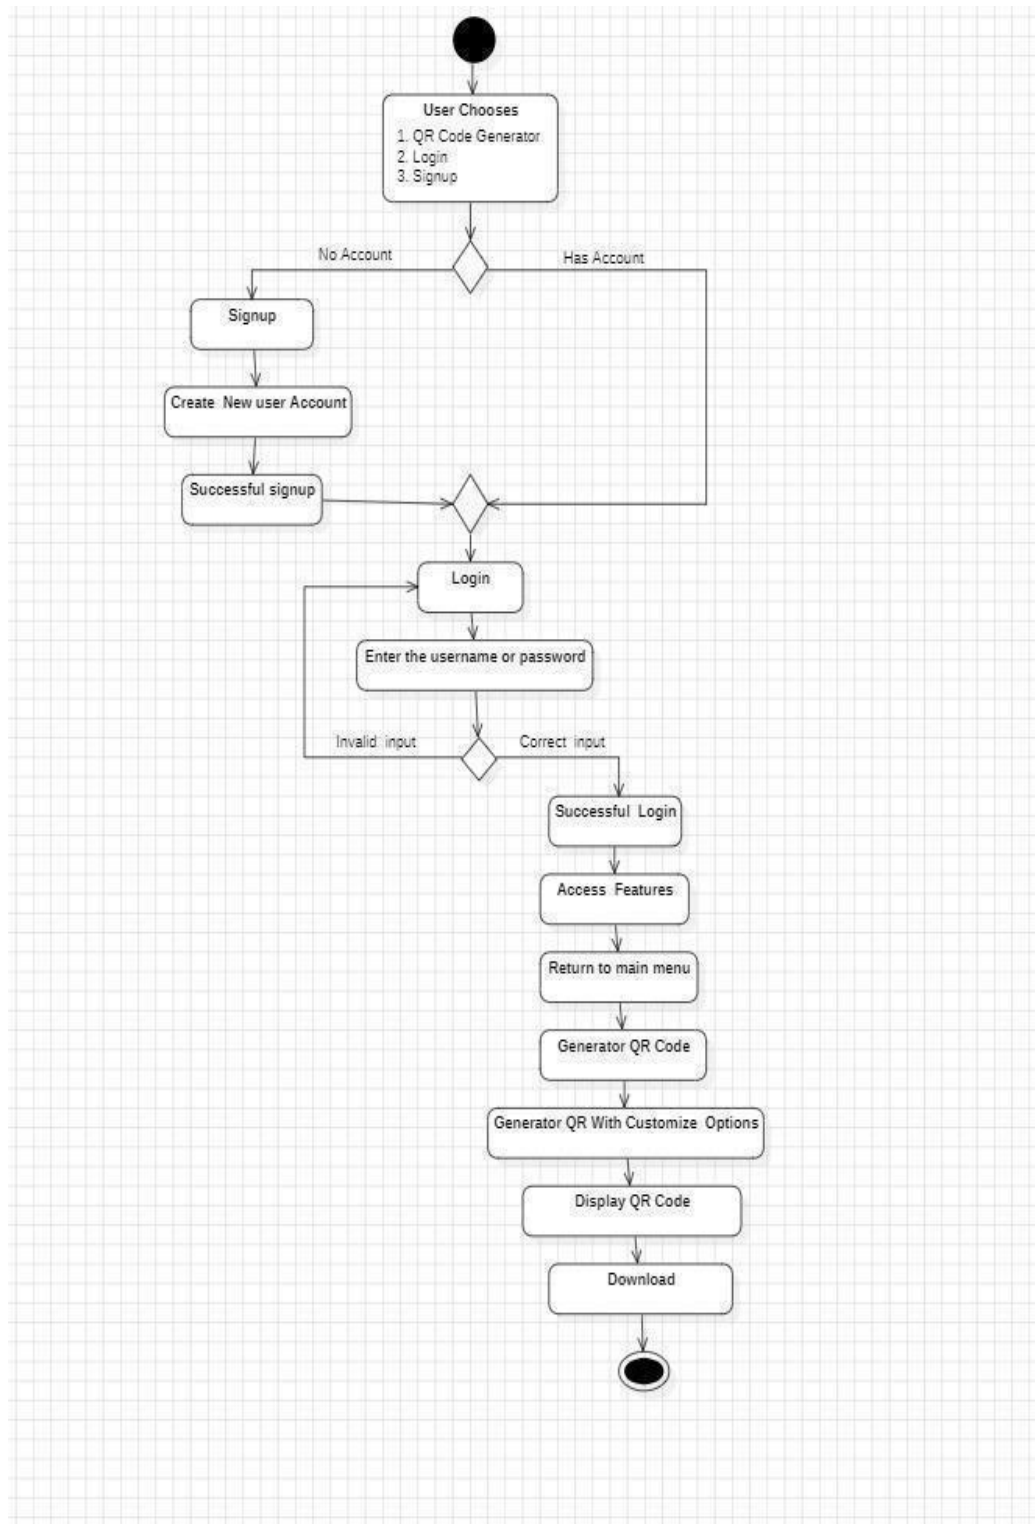 User Chooses
1. QR Code Generator
2. Login
3. Signup
No Account
Has Account
Signup
Create New user Account
Successful signup
Login
Enter the username or password
Invalid input
Correct input
Successful Login
Access Features
Return to main menu
Generator QR Code
Generator QR With Customize Options
Display QR Code
Download